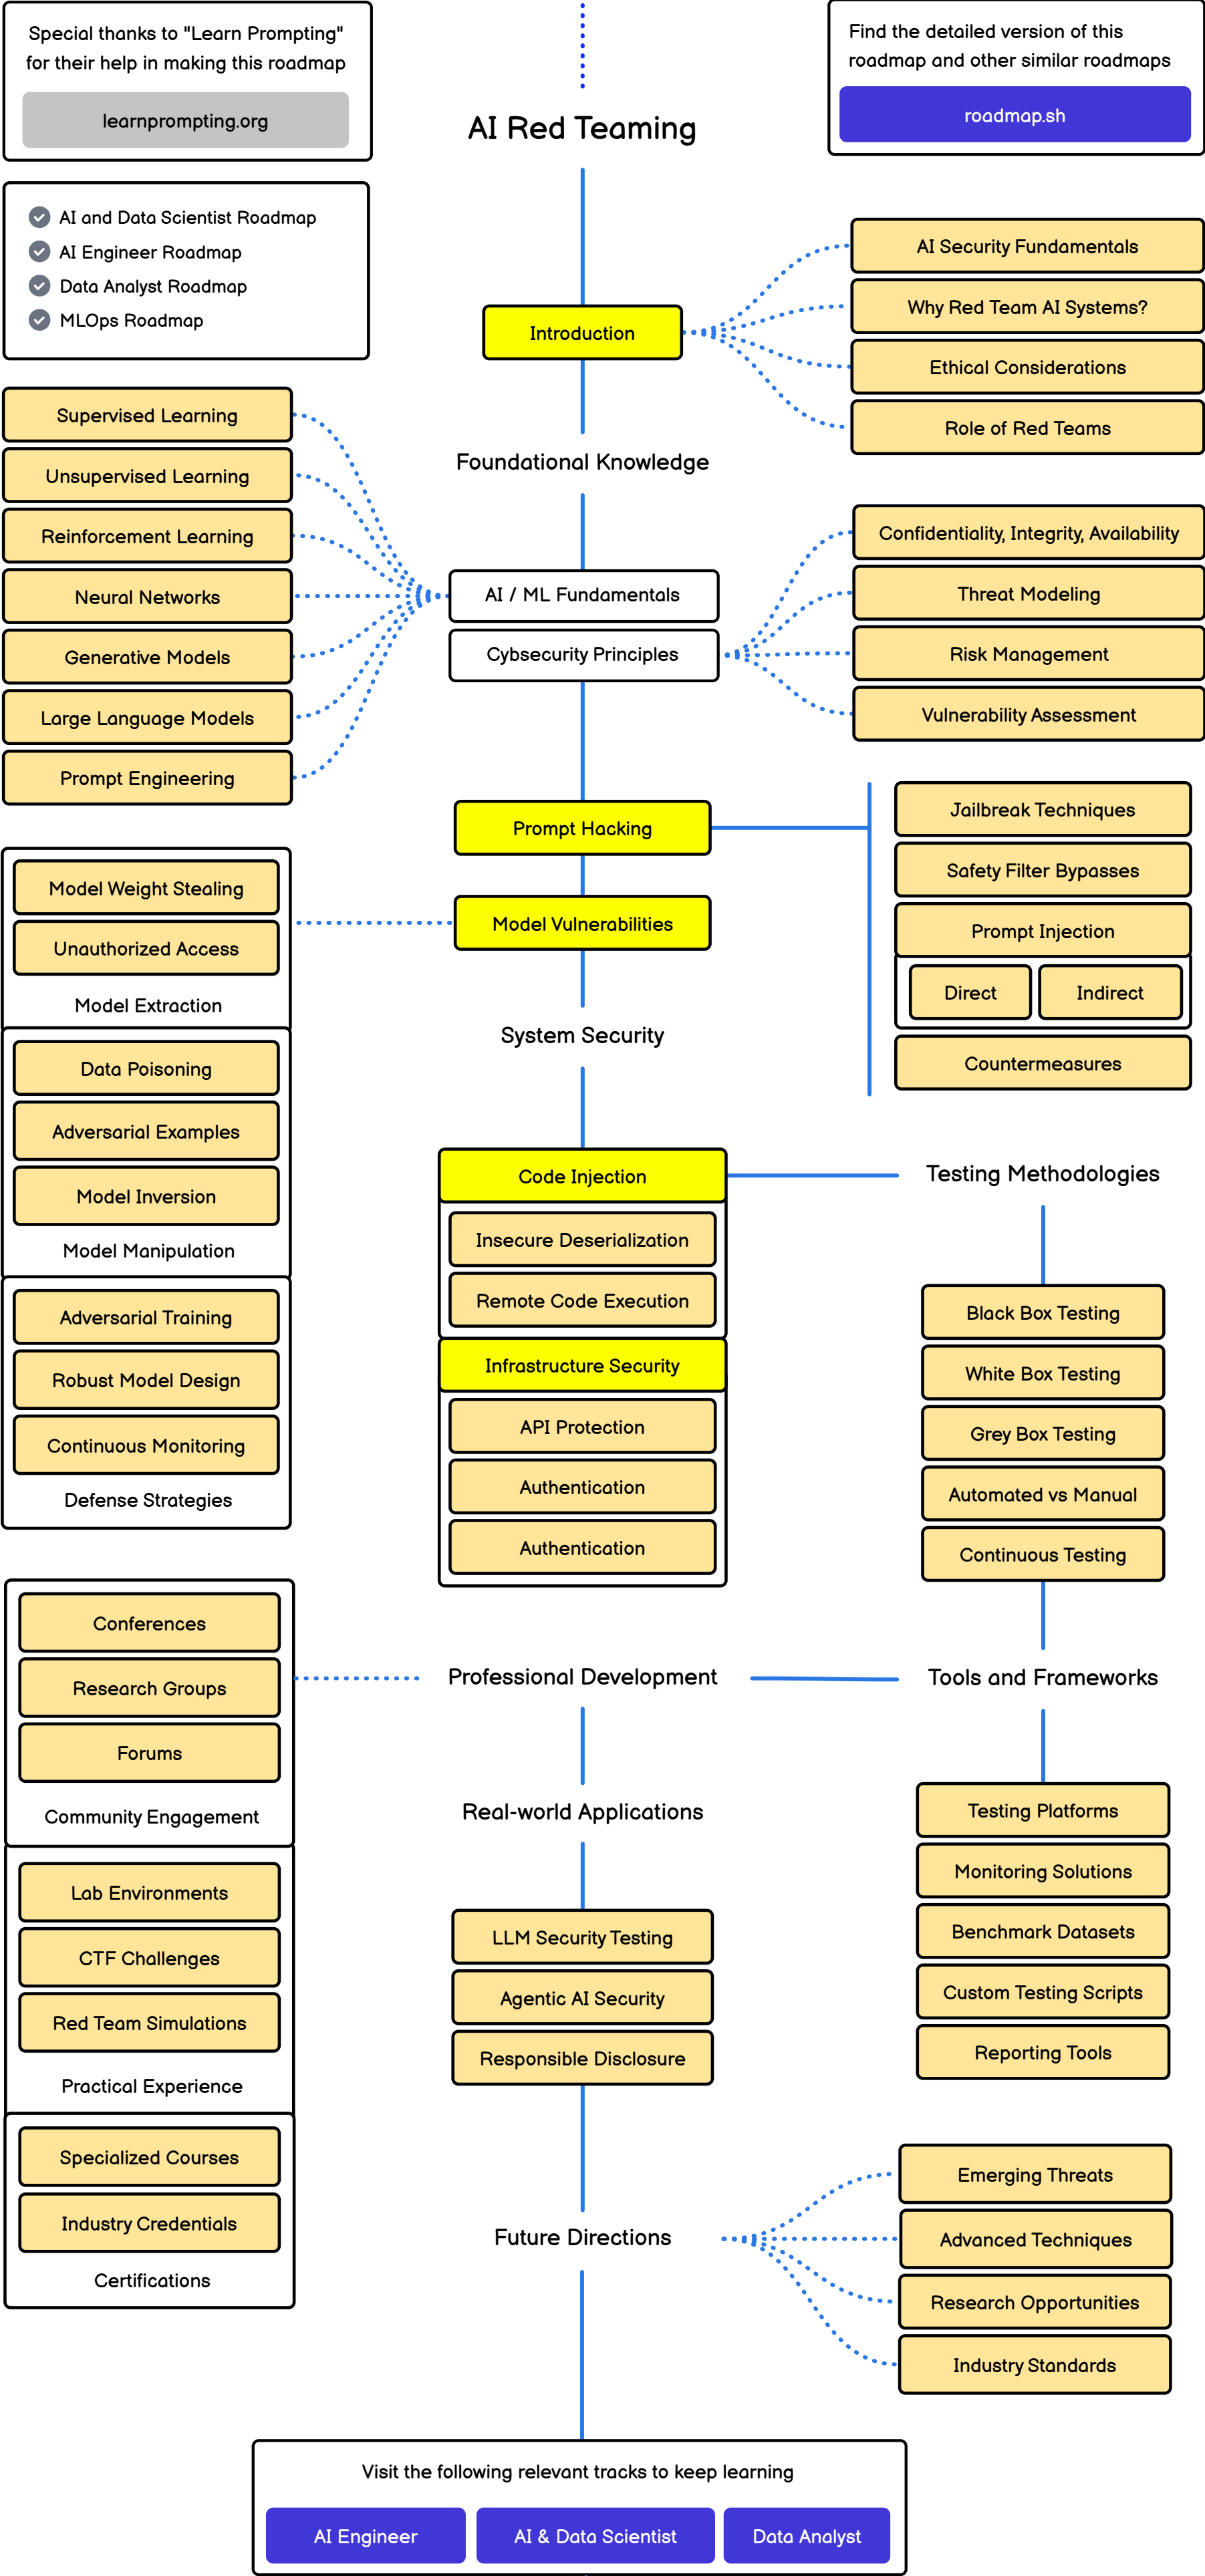 Special thanks to "Learn Prompting"
for their help in making this roadmap
learnprompting.org
Find the detailed version of this
roadmap and other similar roadmaps
roadmap.sh
AI Red Teaming
AI and Data Scientist Roadmap
AI Engineer Roadmap
Data Analyst Roadmap
MLOps Roadmap
Introduction
AI Security Fundamentals
Why Red Team AI Systems?
Ethical Considerations
Role of Red Teams
Foundational Knowledge
Supervised Learning
Unsupervised Learning
Reinforcement Learning
Neural Networks
Generative Models
Large Language Models
Prompt Engineering
AI / ML Fundamentals
Cybsecurity Principles
Confidentiality, Integrity, Availability
Threat Modeling
Risk Management
Vulnerability Assessment
Prompt Hacking
Jailbreak Techniques
Safety Filter Bypasses
Prompt Injection
Direct
Indirect
Countermeasures
Model Vulnerabilities
Model Weight Stealing
Unauthorized Access
Model Extraction
Data Poisoning
Adversarial Examples
Model Inversion
Model Manipulation
Adversarial Training
Robust Model Design
Continuous Monitoring
Defense Strategies
System Security
Code Injection
Insecure Deserialization
Remote Code Execution
Infrastructure Security
API Protection
Authentication
Authentication
Testing Methodologies
Black Box Testing
White Box Testing
Grey Box Testing
Automated vs Manual
Continuous Testing
Tools and Frameworks
Testing Platforms
Monitoring Solutions
Benchmark Datasets
Custom Testing Scripts
Reporting Tools
Professional Development
Conferences
Research Groups
Forums
Community Engagement
Lab Environments
CTF Challenges
Red Team Simulations
Practical Experience
Specialized Courses
Industry Credentials
Certifications
Real-world Applications
LLM Security Testing
Agentic AI Security
Responsible Disclosure
Future Directions
Emerging Threats
Advanced Techniques
Research Opportunities
Industry Standards
Visit the following relevant tracks to keep learning
AI Engineer
AI & Data Scientist
Data Analyst